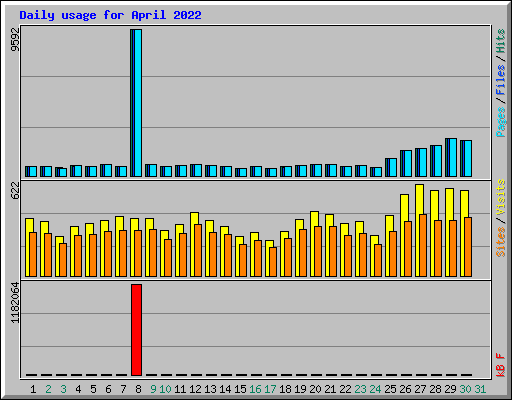 Daily usage for April 2022
9592
Pages / Files / Hits
622
Sites / Visits
1182064
kB F
1 2 3 4 5 6 7 8 9 10 11 12 13 14 15 16 17 18 19 20 21 22 23 24 25 26 27 28 29 30 31